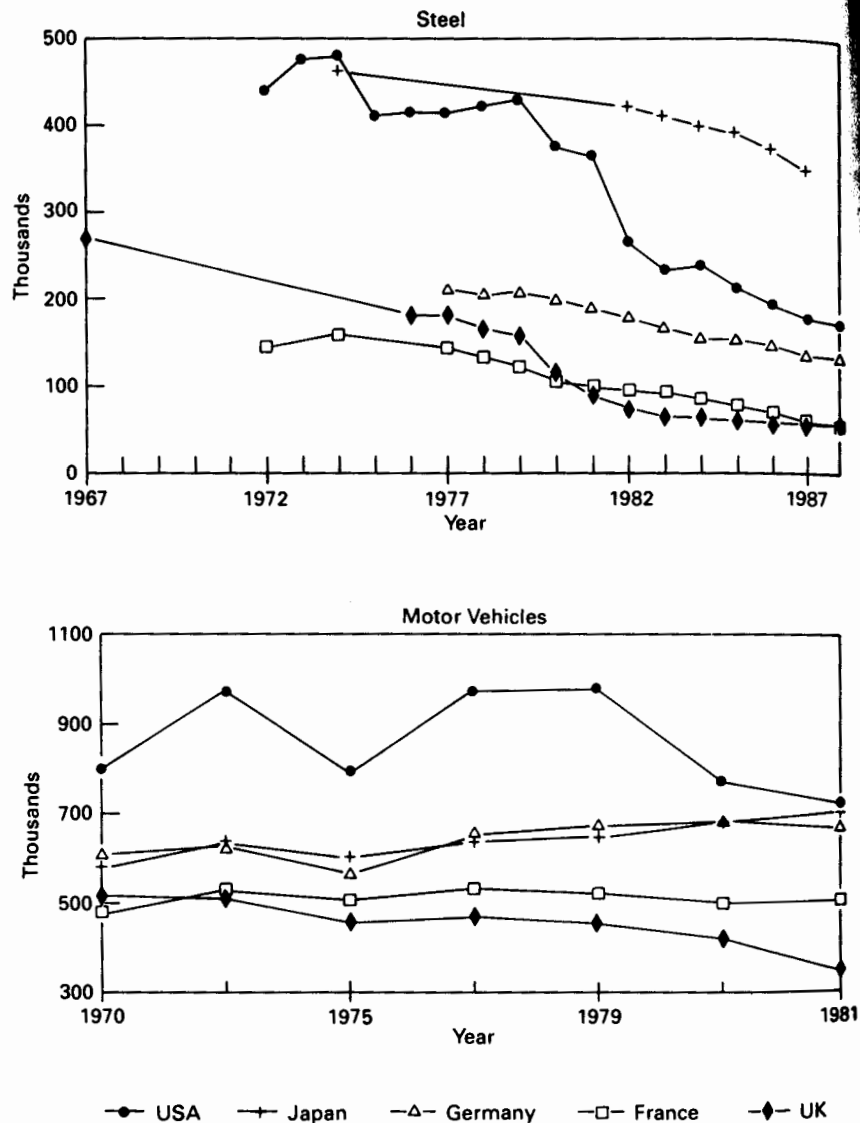 Steel
500
400
300
200
100
0
Thousands
1967 1972 1977 1982 1987
Year
Motor Vehicles
1100
900
700
500
300
Thousands
1970 1975 1979 1981
Year
USA Japan Germany France UK